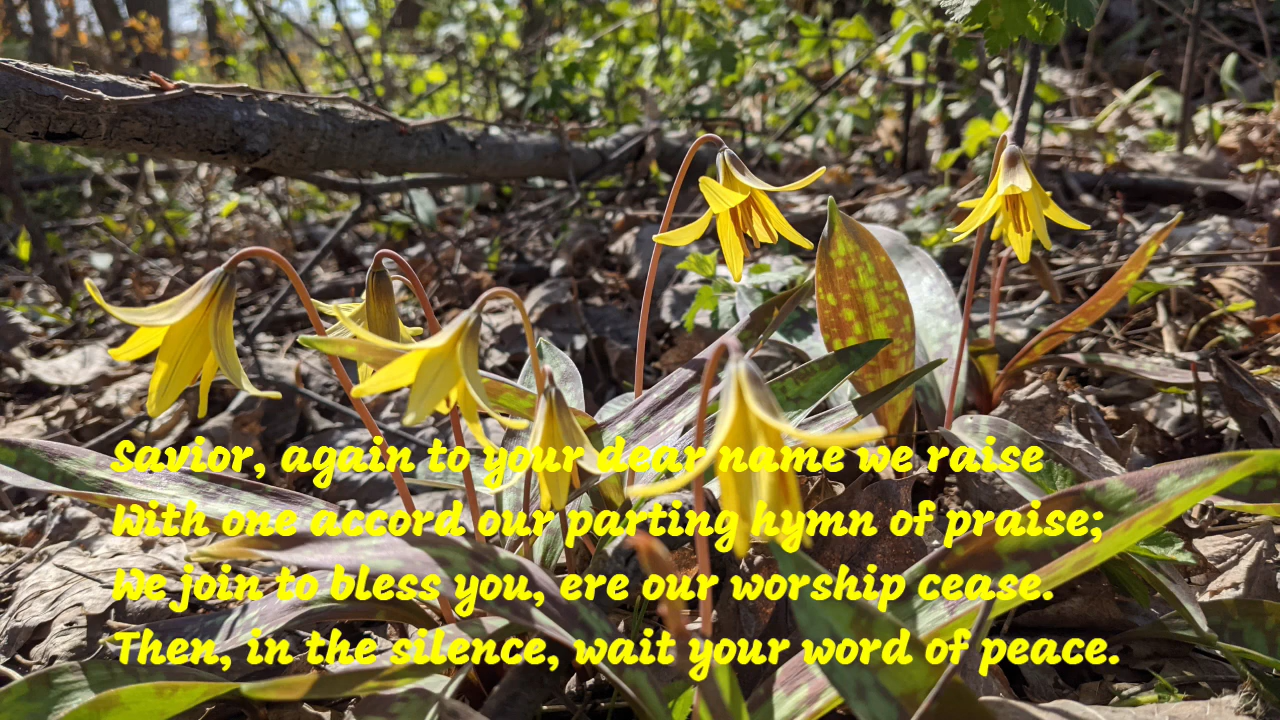 Savior, again to your dear name we raise
With one accord our parting hymn of praise;
We join to bless you, ere our worship cease.
Then, in the silence, wait your word of peace.